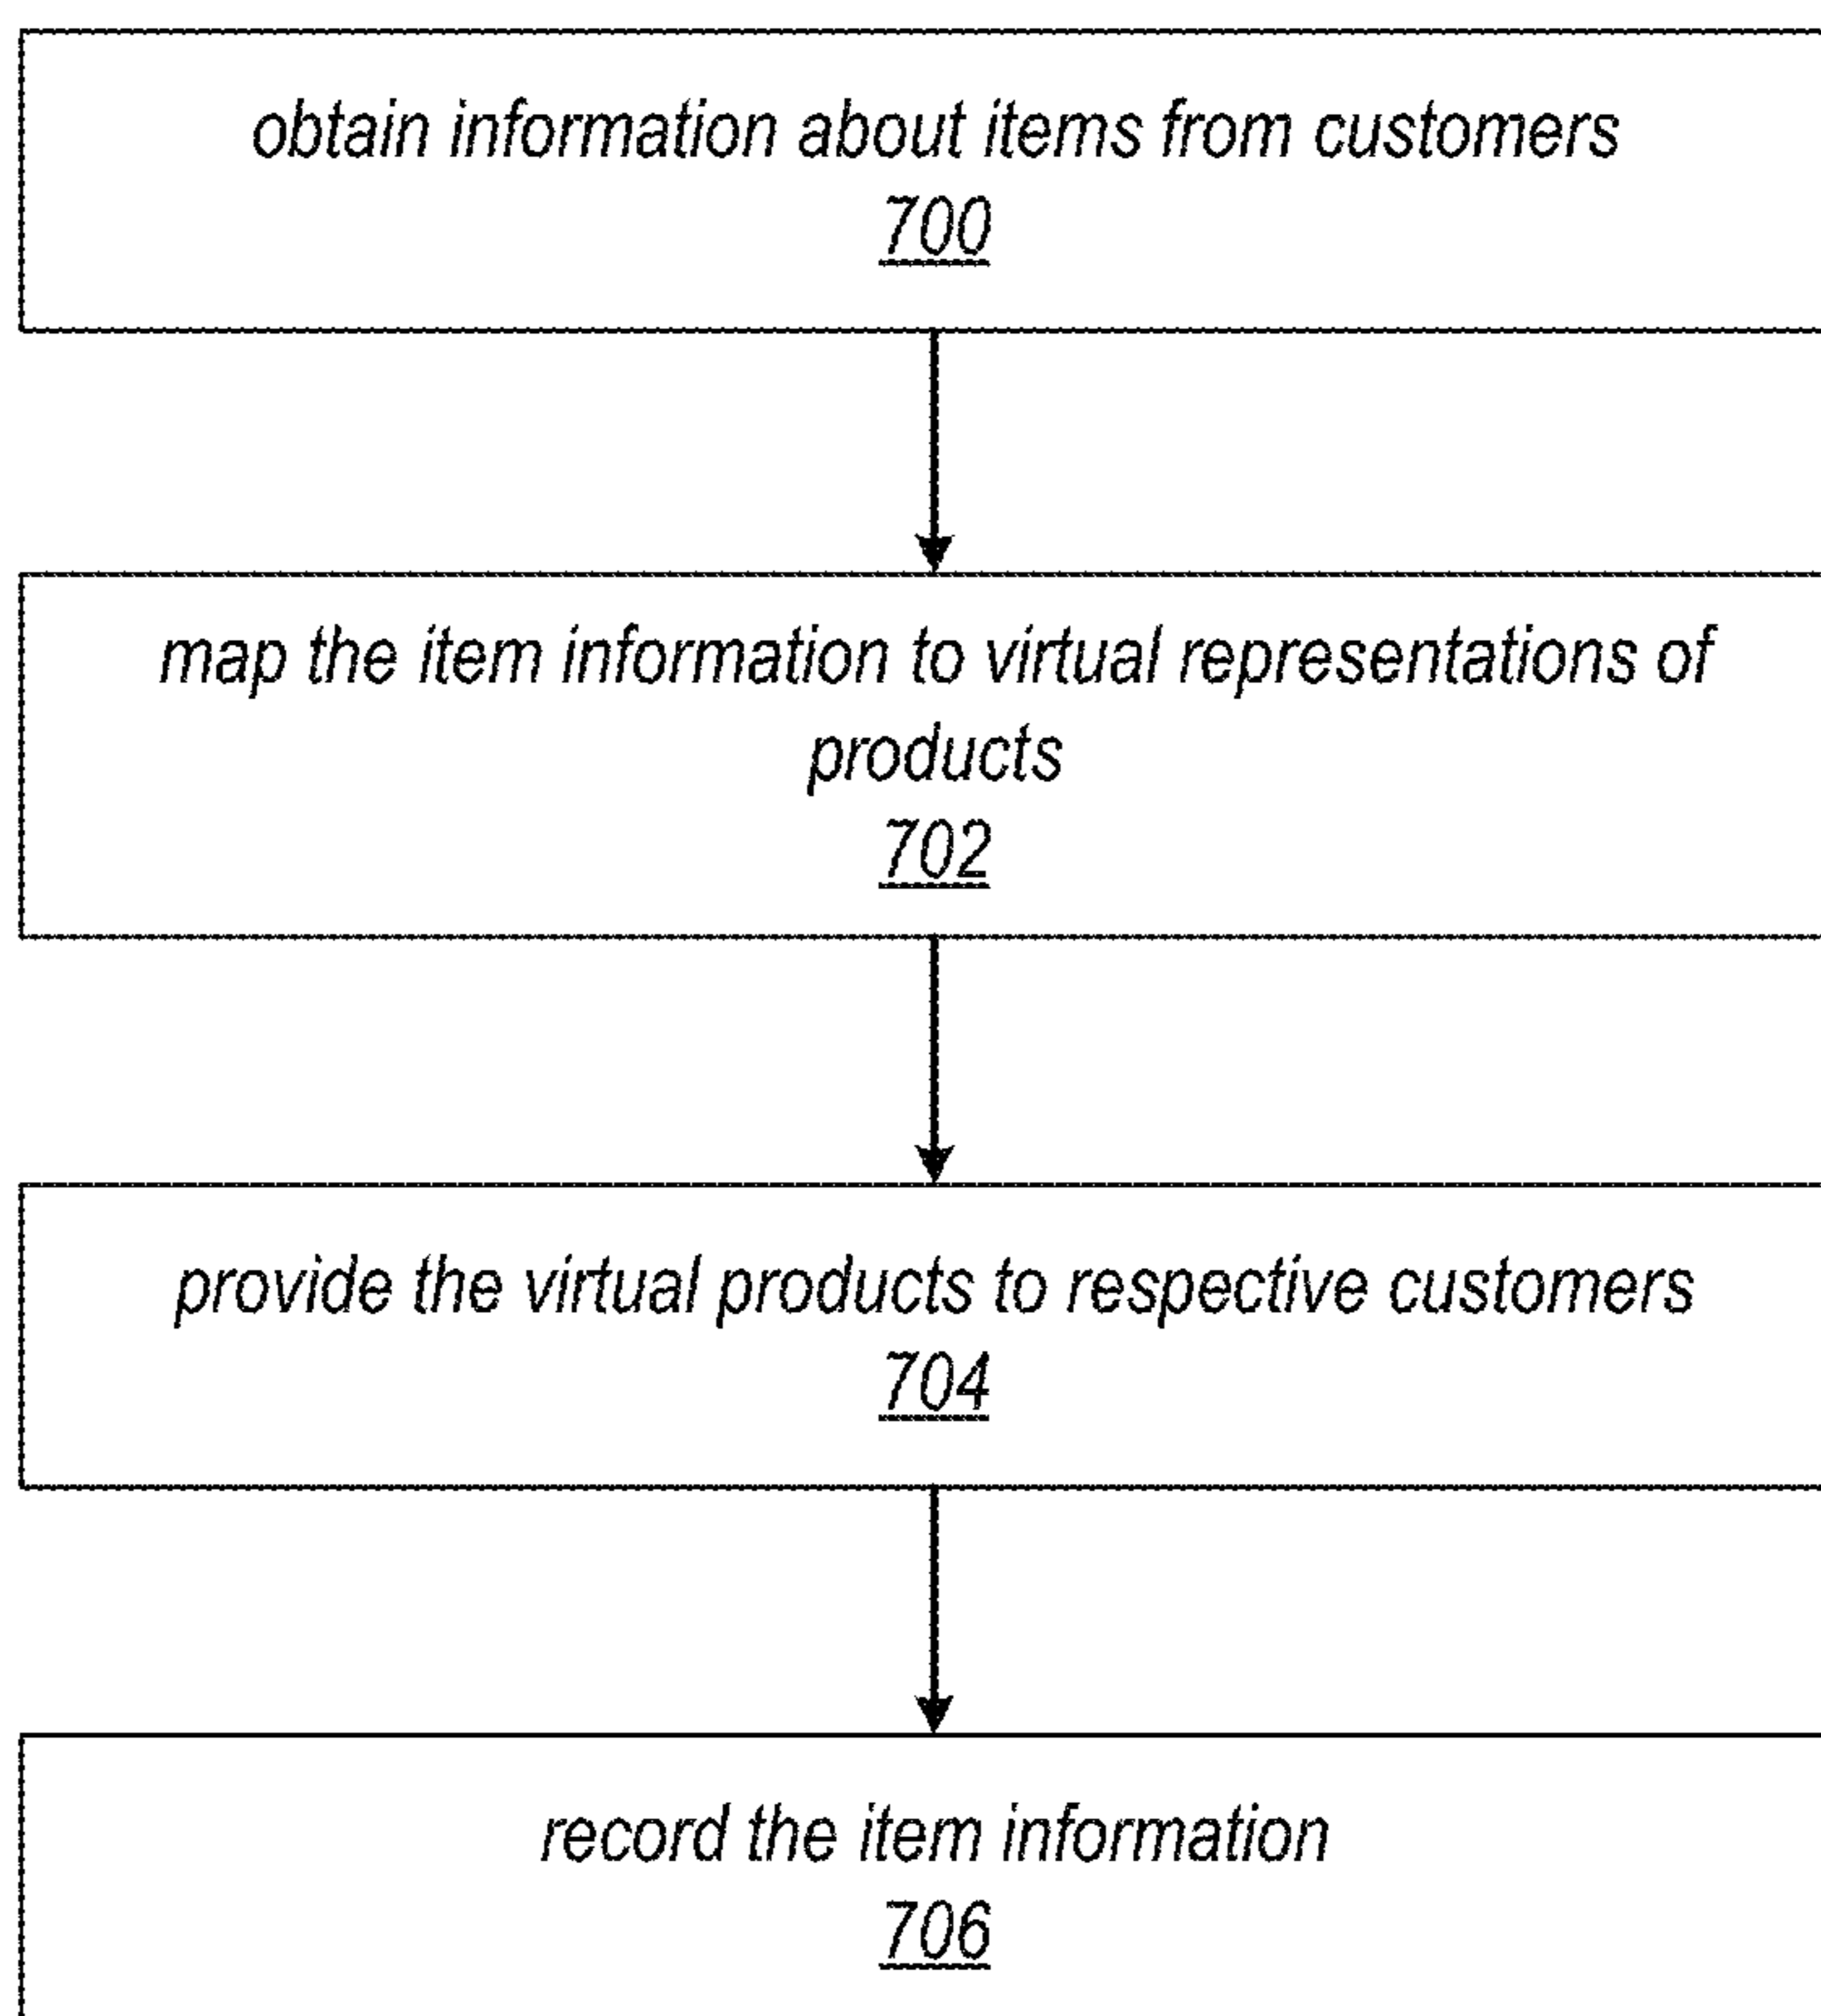 obtain information about items from customers
700
map the item information to virtual representations of
products
702
provide the virtual products to respective customers
704
record the item information
706